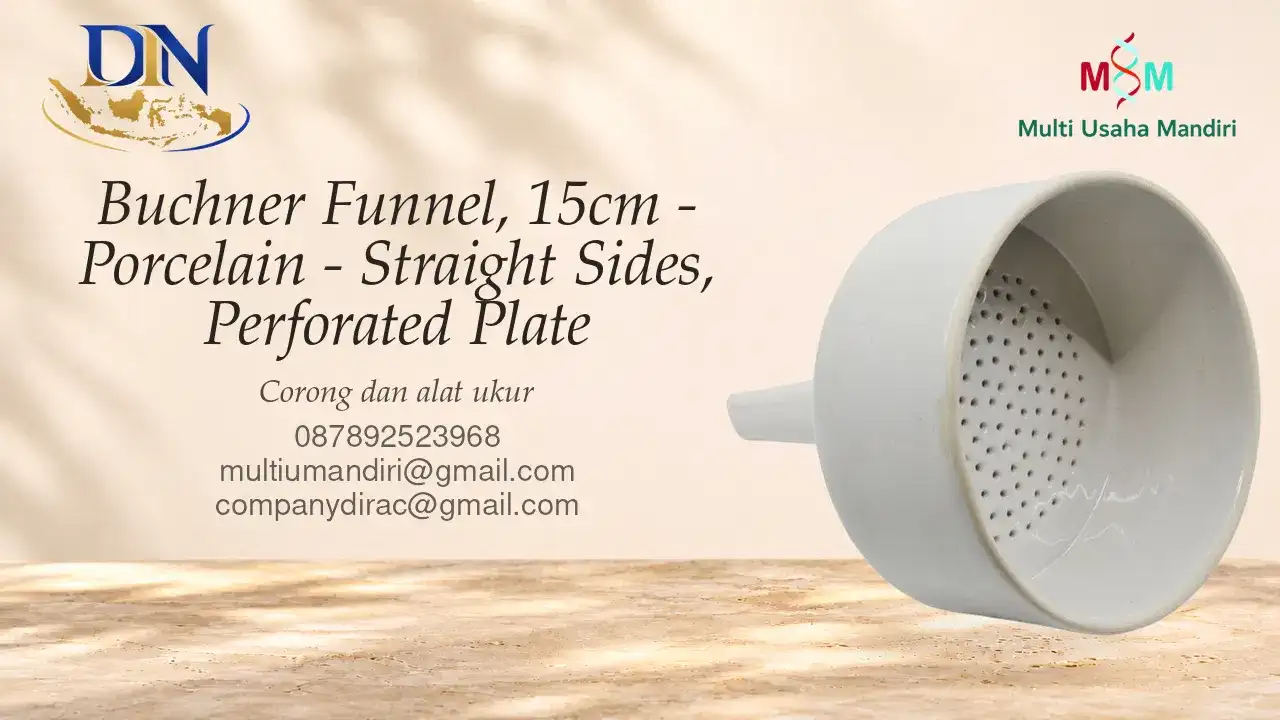 DIN
MSM
Multi Usaha Mandiri
Buchner Funnel, 15cm -
Porcelain - Straight Sides,
Perforated Plate
Corong dan alat ukur
087892523968
multiumandiri@gmail.com
companydirac@gmail.com